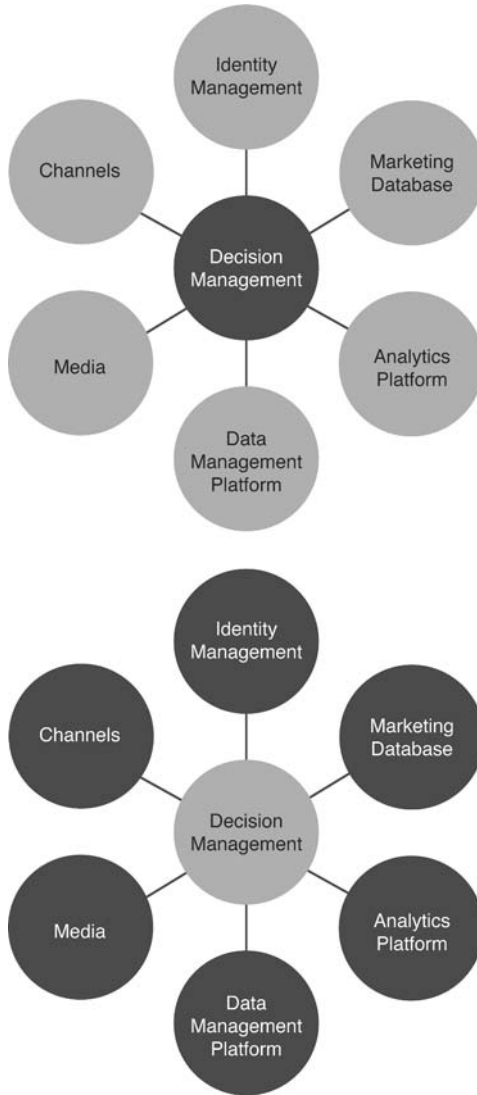 Identity
Management
Channels
Marketing
Database
Decision
Management
Media
Analytics
Platform
Data
Management
Platform
Identity
Management
Channels
Marketing
Database
Decision
Management
Media
Analytics
Platform
Data
Management
Platform